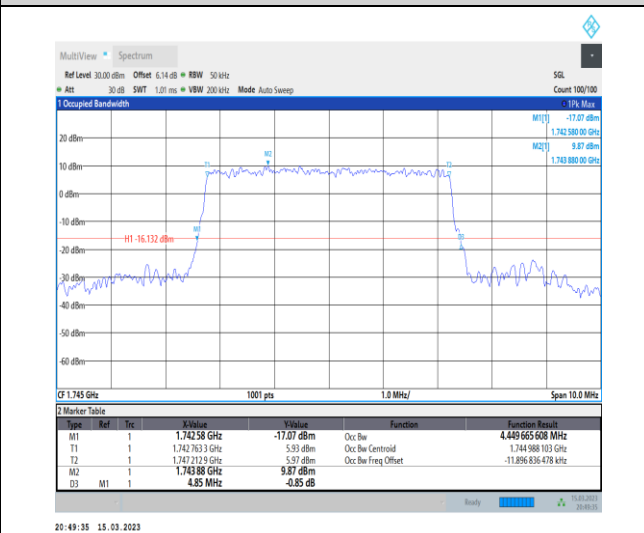 MultiView Spectrum
Ref Level 30.00 dBm Offset 6.14 dB RBW 50 kHz SGL
Att 30 dB SWT 1.01 ms VBW 200 kHz Mode Auto Sweep Count 100/100
1 Occupied Bandwidth 1Pk Max
M1[1] -17.07 dBm
1.742 580 00 GHz
M2[1] 9.87 dBm
1.743 880 00 GHz
20 dBm
M2
T1 T2
10 dBm
0 dBm
-10 dBm
M1
H1 -16.132 dBm
-20 dBm
-30 dBm
-40 dBm
-50 dBm
-60 dBm
CF 1.745 GHz 1001 pts 1.0 MHz/ Span 10.0 MHz
2 Marker Table
Type Ref Trc X-Value Y-Value Function Function Result
M1 1 1.742 58 GHz -17.07 dBm Occ Bw 4.449 665 608 MHz
T1 1 1.742 763 3 GHz 5.93 dBm Occ Bw Centroid 1.744 988 103 GHz
T2 1 1.747 212 9 GHz 5.97 dBm Occ Bw Freq Offset -11.896 836 478 kHz
M2 1 1.743 88 GHz 9.87 dBm
D3 M1 1 4.85 MHz -0.85 dB
Ready 15.03.2023
20:49:35
20:49:35 15.03.2023